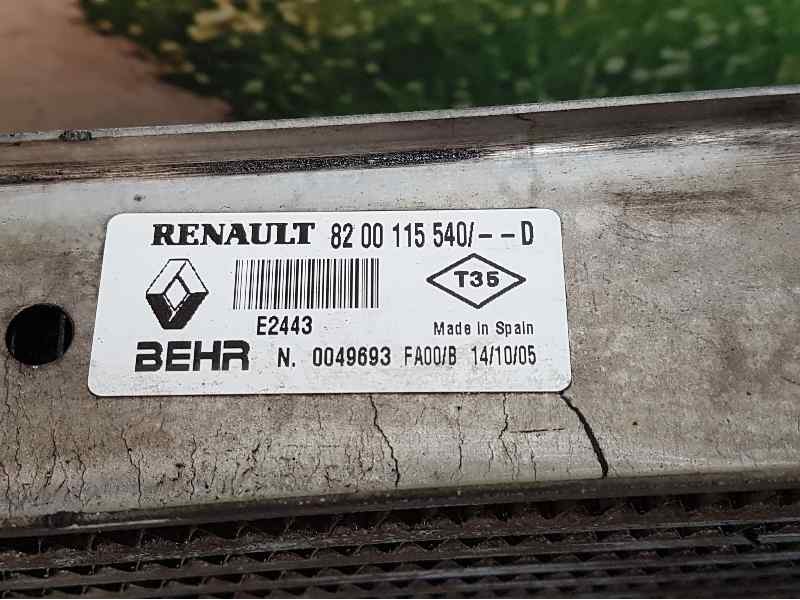 RENAULT 82 00 115 540/--D
T35
E2443
Made in Spain
BEHR N. 0049693 FA00/B 14/10/05